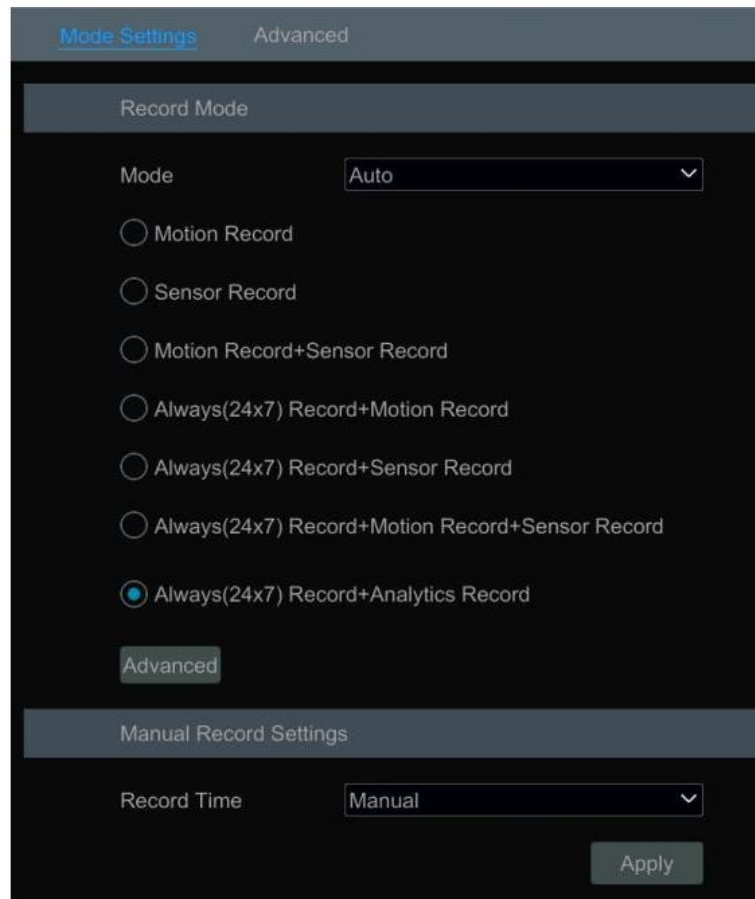 Mode Settings Advanced
Record Mode
Mode Auto
Motion Record
Sensor Record
Motion Record+Sensor Record
Always(24x7) Record+Motion Record
Always(24x7) Record+Sensor Record
Always(24x7) Record+Motion Record+Sensor Record
Always(24x7) Record+Analytics Record
Advanced
Manual Record Settings
Record Time Manual
Apply